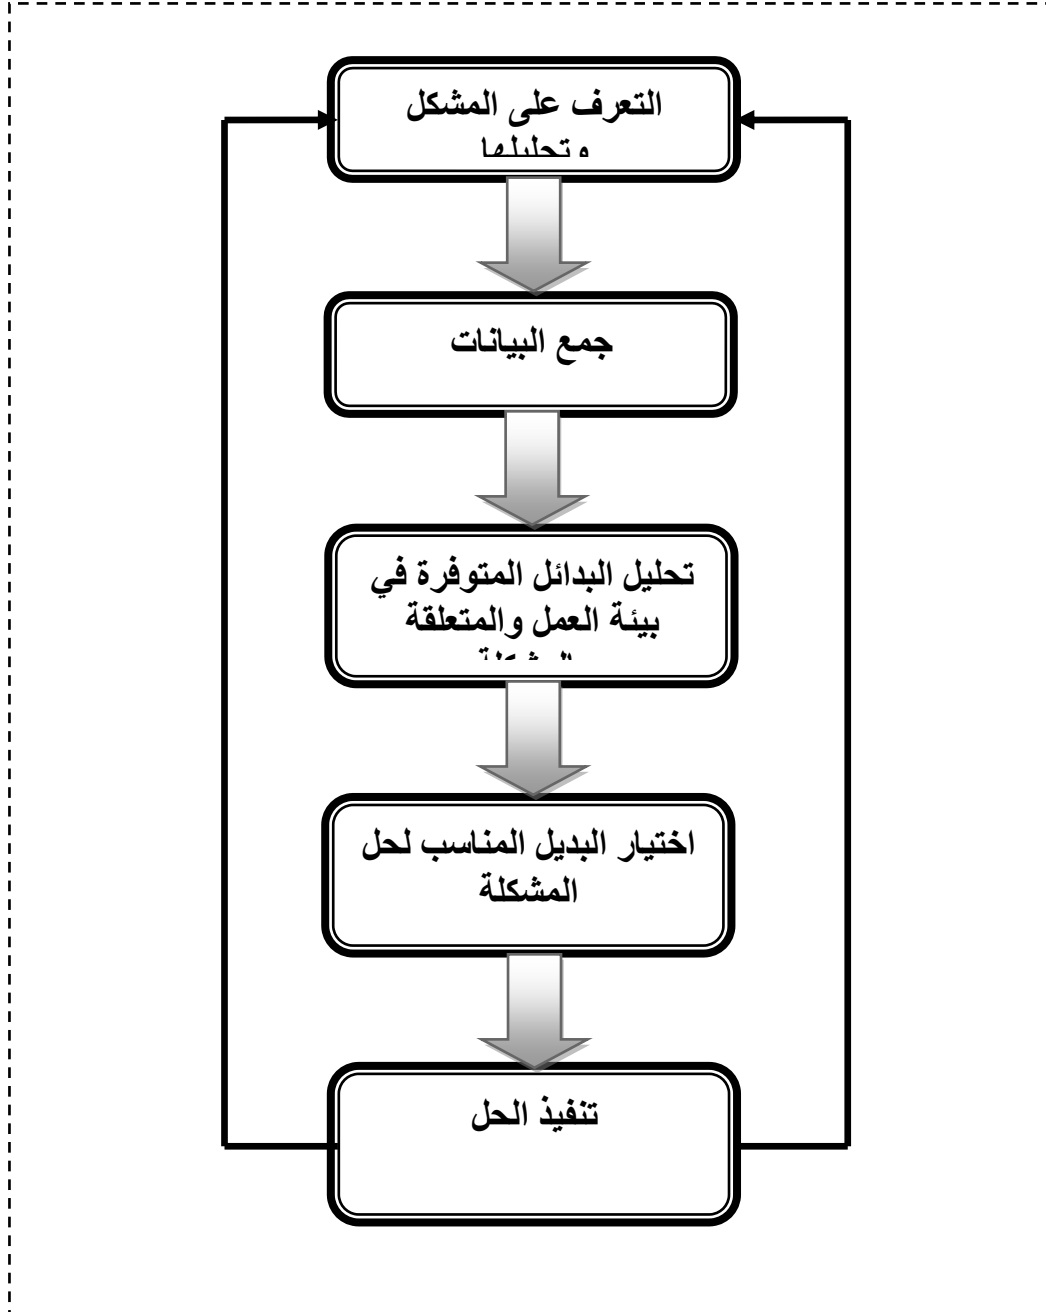 التعرف على المشكل
وتحليلها
جمع البيانات
تحليل البدائل المتوفرة في
بيئة العمل والمتعلقة
اختيار البديل المناسب لحل
المشكلة
تنفيذ الحل